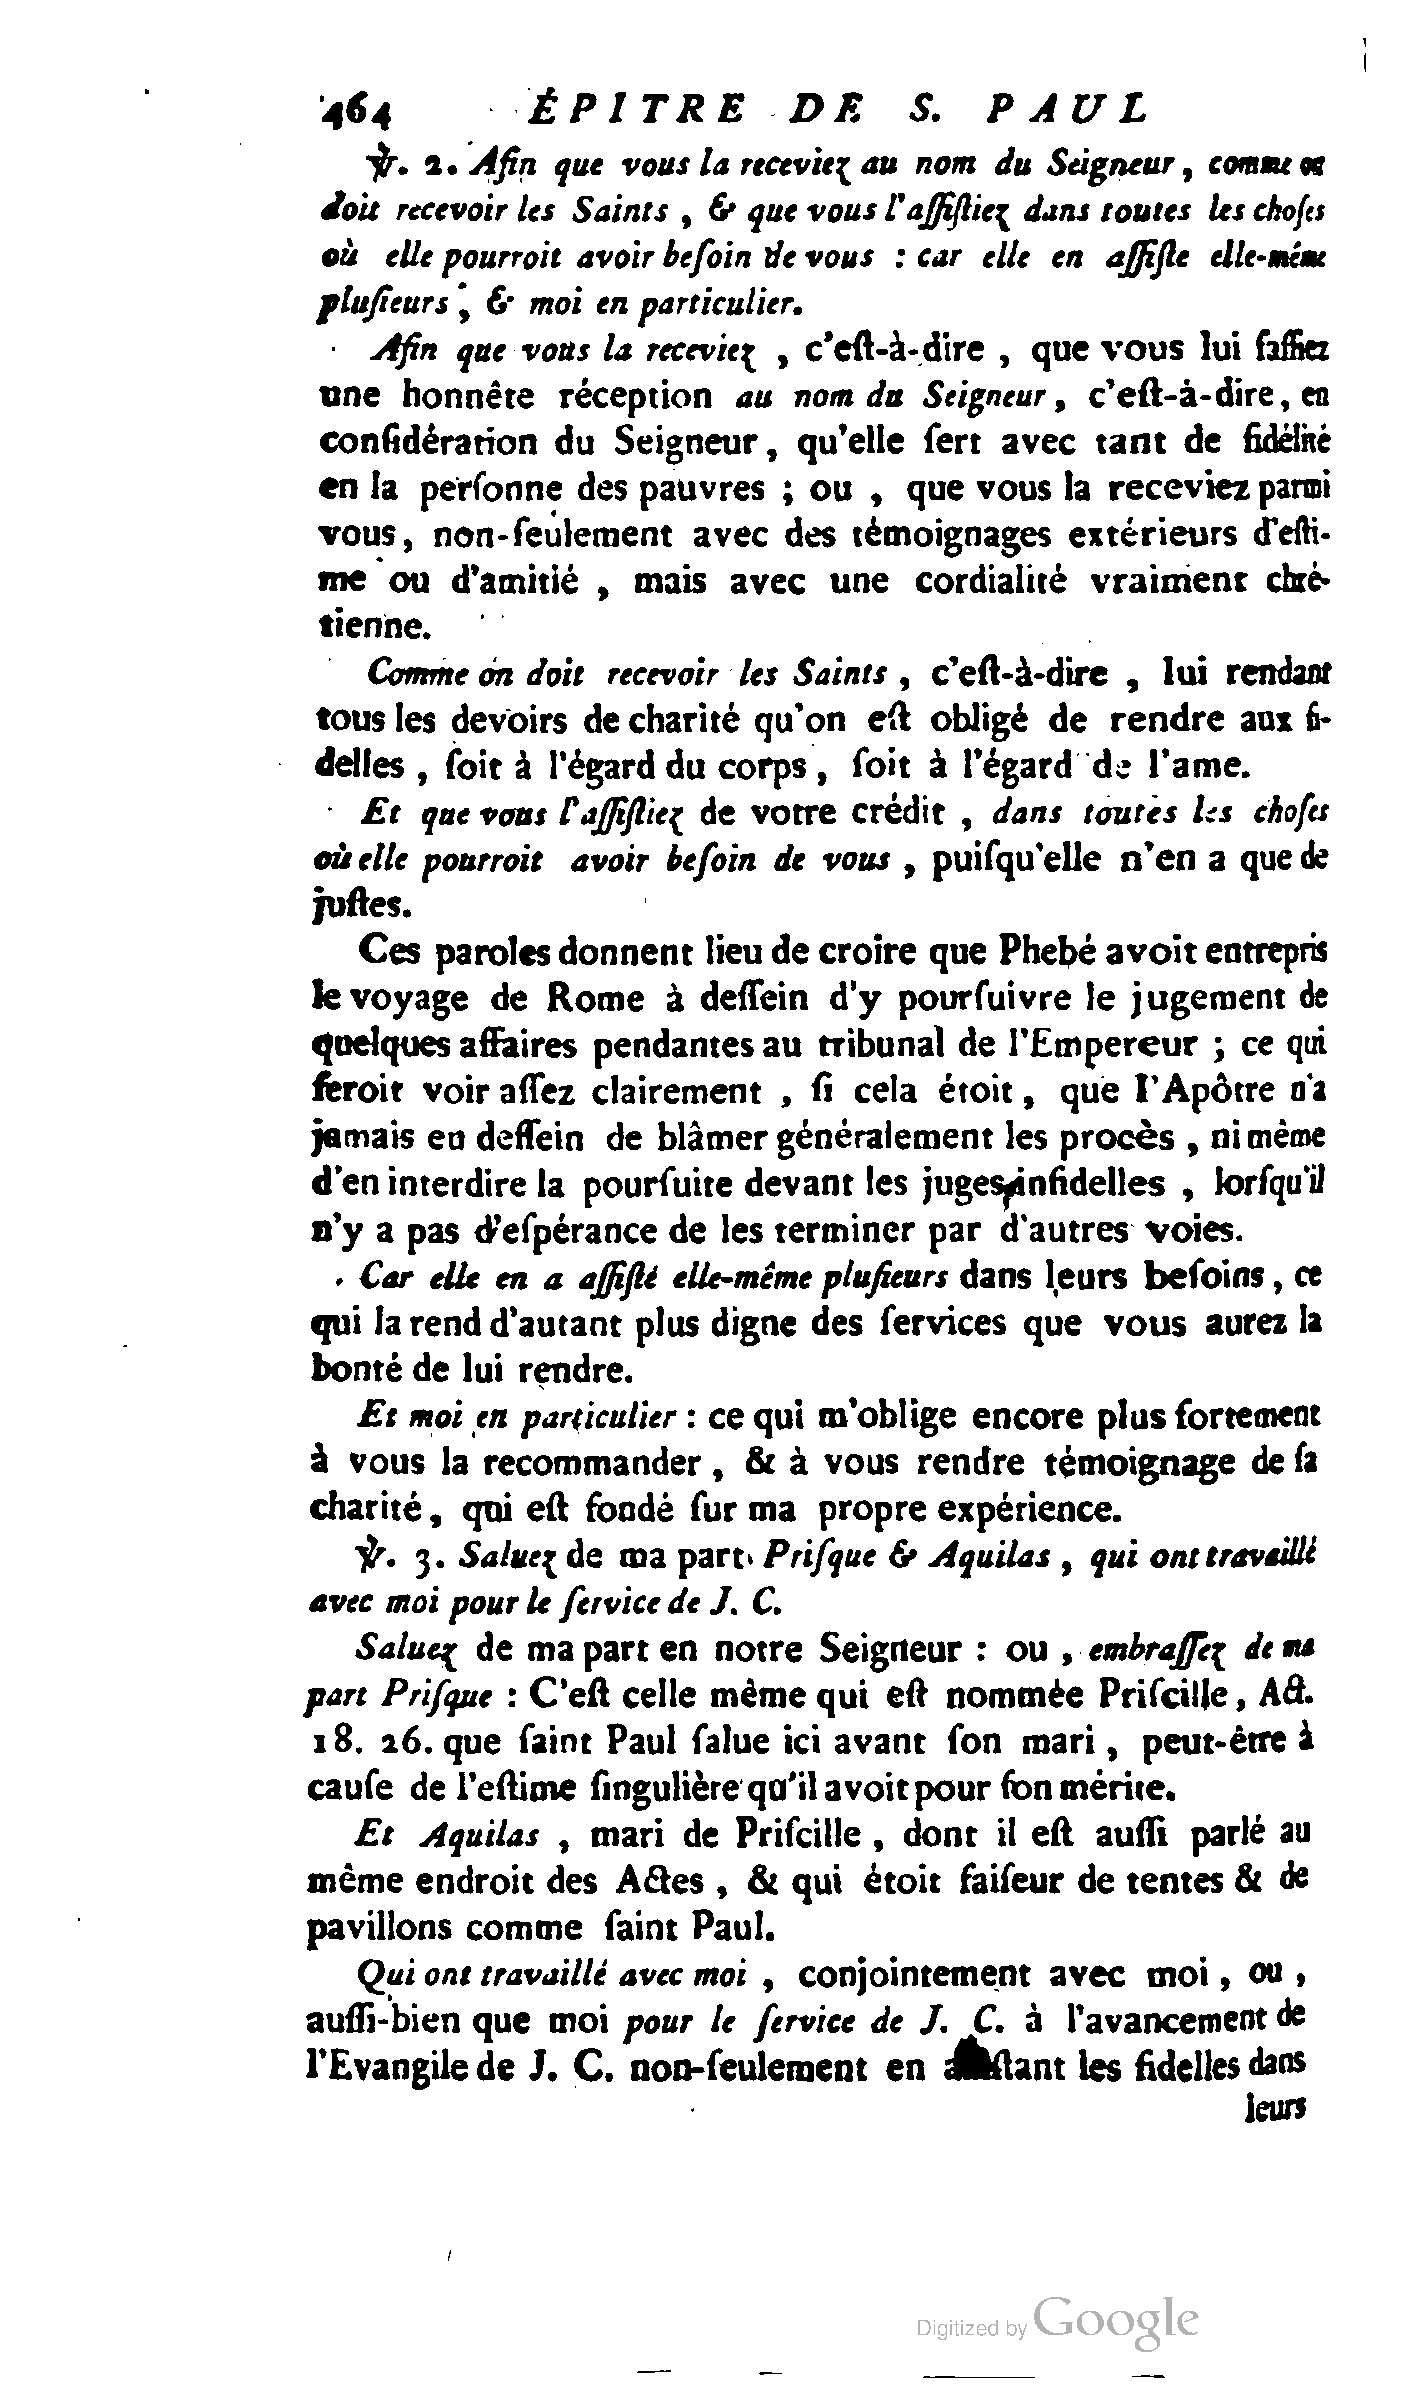 464 ÉPITRE DE S. PAUL
℣. 2. Afin que vous la receviez au nom du Seigneur, comme on
doit recevoir les Saints, & que vous l'aſſiſtiez dans toutes les choſes
où elle pourroit avoir beſoin de vous : car elle en aſſiſte elle-même
pluſieurs, & moi en particulier.
Afin que vous la receviez, c'eſt-à-dire, que vous lui faſſiez
une honnête réception au nom du Seigneur, c'eſt-à-dire, en
conſidération du Seigneur, qu'elle ſert avec tant de fidélité
en la perſonne des pauvres ; ou, que vous la receviez parmi
vous, non-ſeulement avec des témoignages extérieurs d'eſti-
me ou d'amitié, mais avec une cordialité vraiment chré-
tienne.
Comme on doit recevoir les Saints, c'eſt-à-dire, lui rendant
tous les devoirs de charité qu'on eſt obligé de rendre aux fi-
delles, ſoit à l'égard du corps, ſoit à l'égard de l'ame.
Et que vous l'aſſiſtiez de votre crédit, dans toutes les choſes
où elle pourroit avoir beſoin de vous, puiſqu'elle n'en a que de
juſtes.
Ces paroles donnent lieu de croire que Phebé avoit entrepris
le voyage de Rome à deſſein d'y pourſuivre le jugement de
quelques affaires pendantes au tribunal de l'Empereur ; ce qui
feroit voir aſſez clairement, ſi cela étoit, que l'Apôtre n'a
jamais eu deſſein de blâmer généralement les procès, ni même
d'en interdire la pourſuite devant les juges infidelles, lorſqu'il
n'y a pas d'eſpérance de les terminer par d'autres voies.
Car elle en a aſſiſté elle-même pluſieurs dans leurs beſoins, ce
qui la rend d'autant plus digne des ſervices que vous aurez la
bonté de lui rendre.
Et moi en particulier : ce qui m'oblige encore plus fortement
à vous la recommander, & à vous rendre témoignage de ſa
charité, qui eſt fondé ſur ma propre expérience.
℣. 3. Saluez de ma part Priſque & Aquilas, qui ont travaillé
avec moi pour le ſervice de J. C.
Saluez de ma part en notre Seigneur : ou, embraſſez de ma
part Priſque : C'eſt celle même qui eſt nommée Priſcille, Act.
18. 26. que ſaint Paul ſalue ici avant ſon mari, peut-être à
cauſe de l'eſtime ſingulière qu'il avoit pour ſon mérite.
Et Aquilas, mari de Priſcille, dont il eſt auſſi parlé au
même endroit des Actes, & qui étoit faiſeur de tentes & de
pavillons comme ſaint Paul.
Qui ont travaillé avec moi, conjointement avec moi, ou,
auſſi-bien que moi pour le ſervice de J. C. à l'avancement de
l'Evangile de J. C. non-ſeulement en les fidelles dans
leurs
Digitized by Google